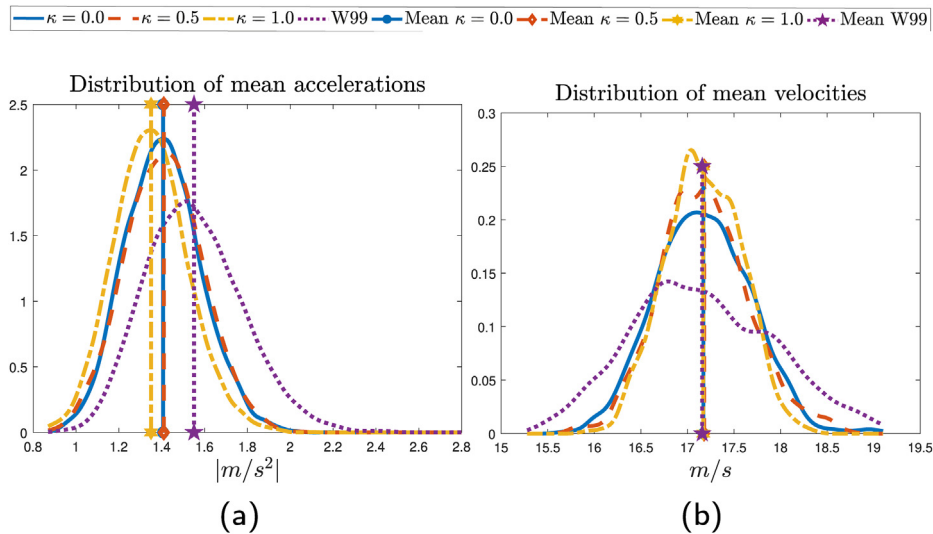 κ = 0.0 κ = 0.5 κ = 1.0 W99 Mean κ = 0.0 Mean κ = 0.5 Mean κ = 1.0 Mean W99
Distribution of mean accelerations
2.5
2
1.5
1
0.5
0
0.8 1 1.2 1.4 1.6 1.8 2 2.2 2.4 2.6 2.8
|m/s²|
(a)
Distribution of mean velocities
0.3
0.25
0.2
0.15
0.1
0.05
0
15 15.5 16 16.5 17 17.5 18 18.5 19 19.5
m/s
(b)